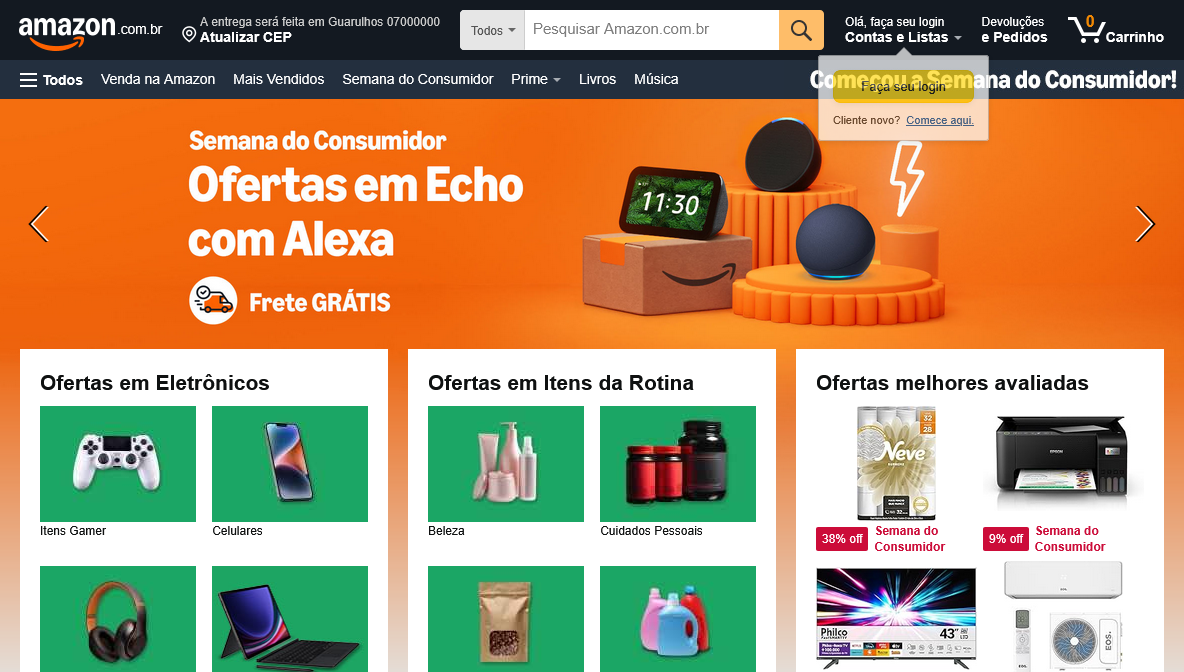 amazon.com.br
A entrega será feita em Guarulhos 07000000
Atualizar CEP
Todos
Pesquisar Amazon.com.br
Olá, faça seu login
Contas e Listas
Devoluções
e Pedidos
0
Carrinho
Todos
Venda na Amazon
Mais Vendidos
Semana do Consumidor
Prime
Livros
Música
Começou a Semana do Consumidor!
Faça seu login
Cliente novo? Comece aqui.
Semana do Consumidor
Ofertas em Echo
com Alexa
Frete GRÁTIS
11:30
Ofertas em Eletrônicos
Itens Gamer
Celulares
Ofertas em Itens da Rotina
Beleza
Cuidados Pessoais
Ofertas melhores avaliadas
32
28
Neve
EPSON
38% off
Semana do
Consumidor
9% off
Semana do
Consumidor
Philco
43"
EOS.